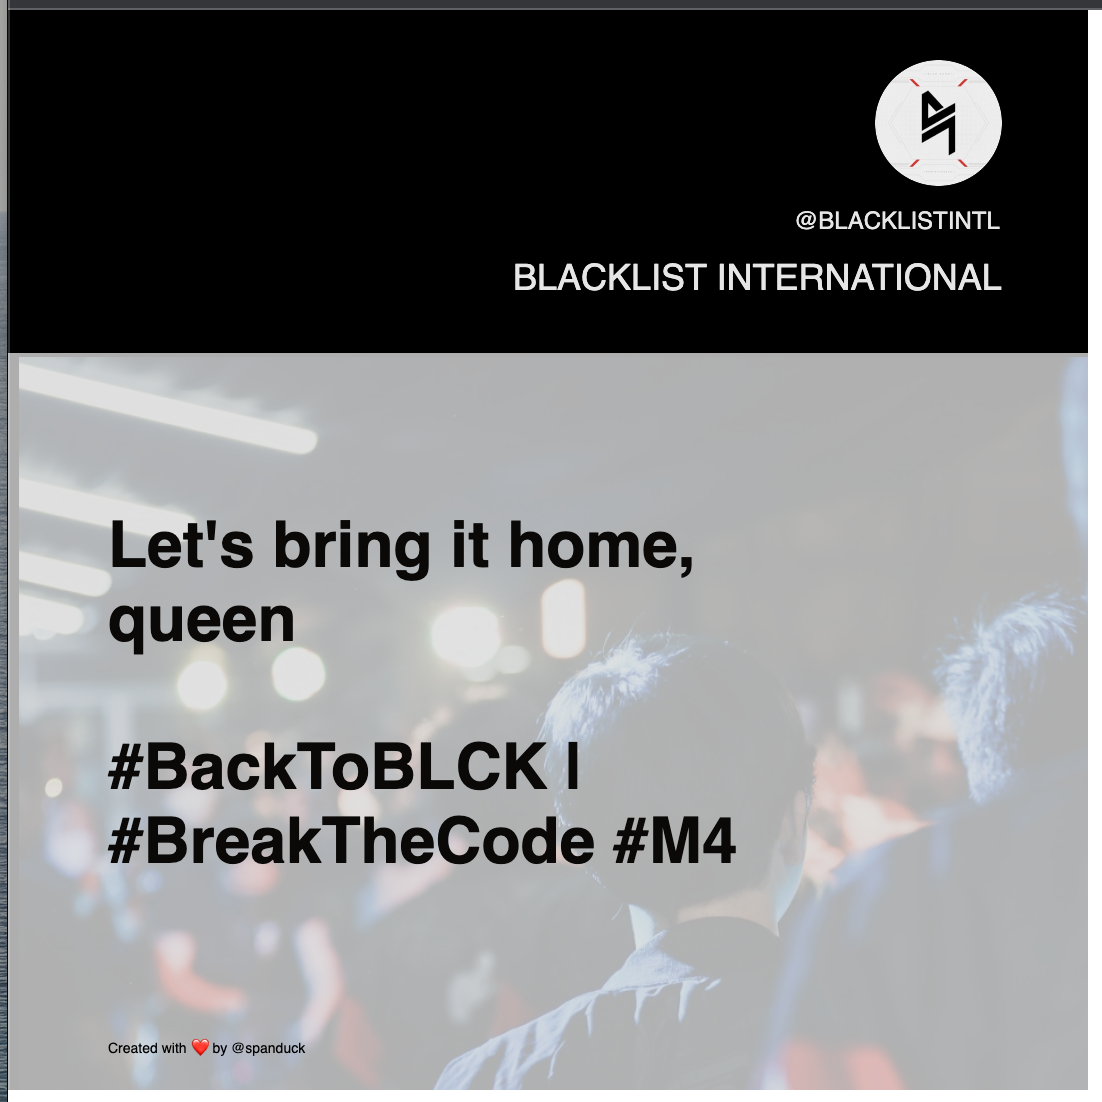 @BLACKLISTINTL
BLACKLIST INTERNATIONAL
Let's bring it home,
queen
#BackToBLCK |
#BreakTheCode #M4
Created with ❤️ by @spanduck